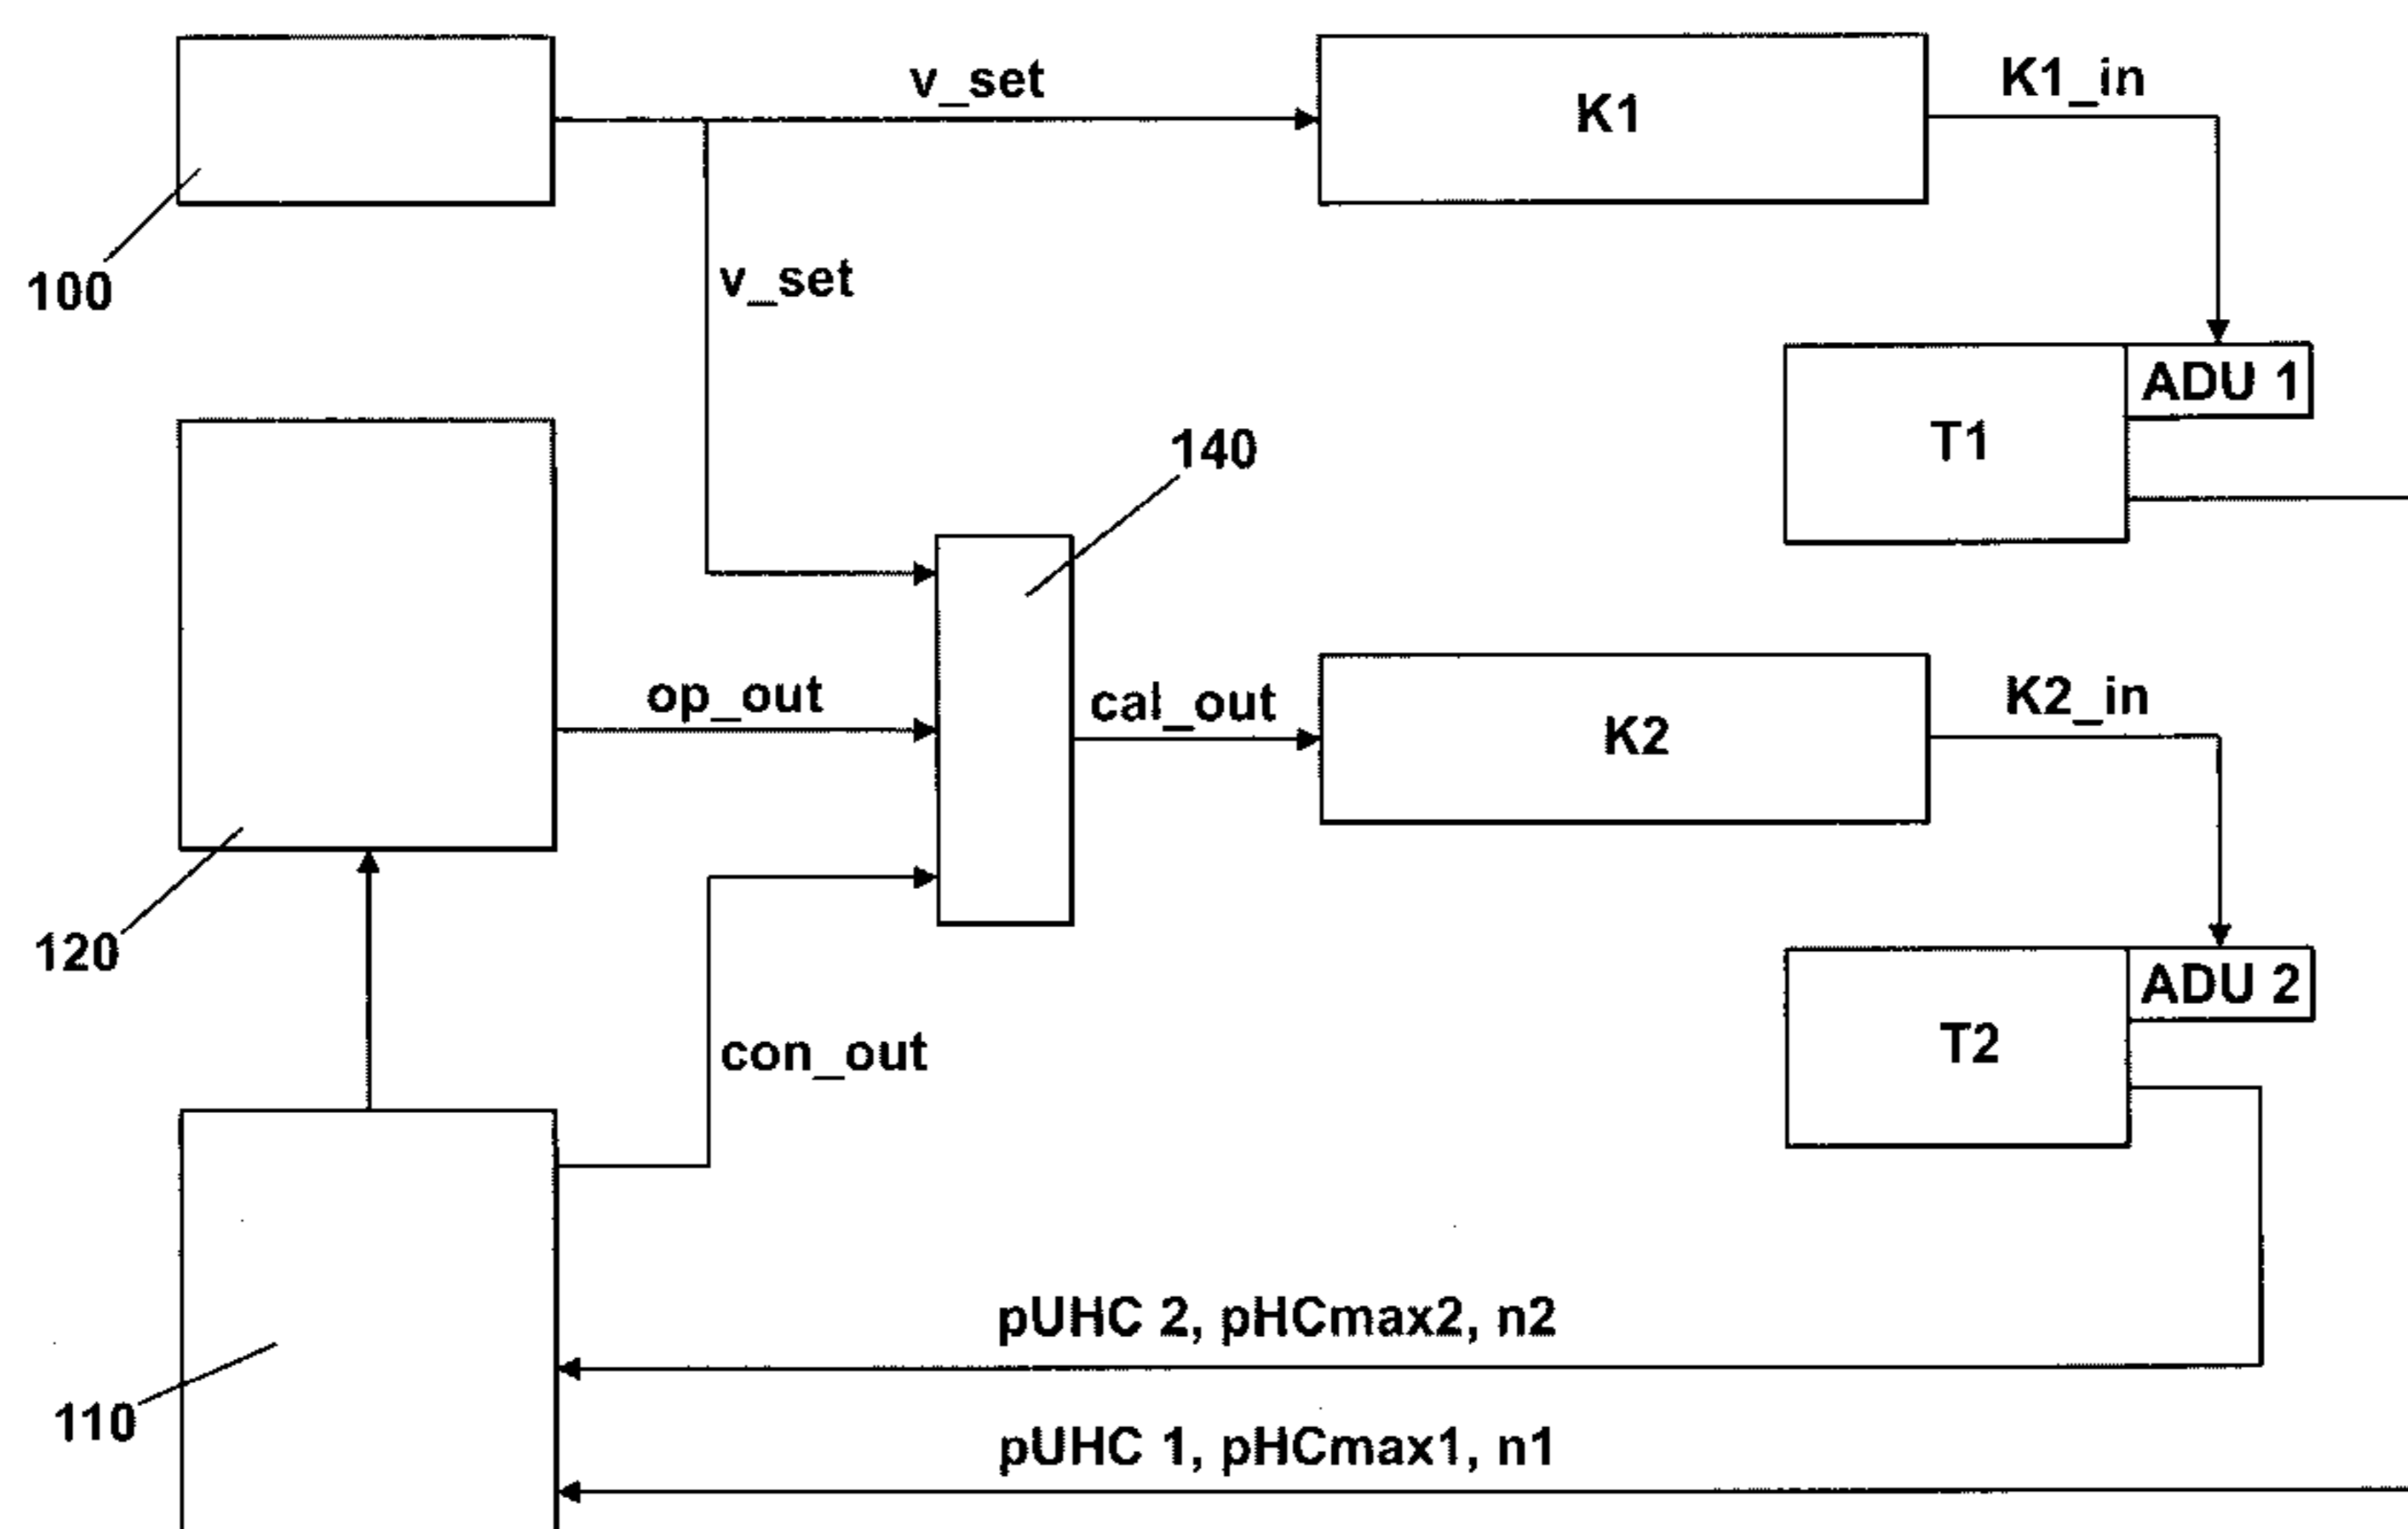 v_set
K1
K1_in
100
v_set
ADU 1
T1
140
op_out
cal_out
K2
K2_in
120
ADU 2
T2
con_out
pUHC 2, pHCmax2, n2
110
pUHC 1, pHCmax1, n1